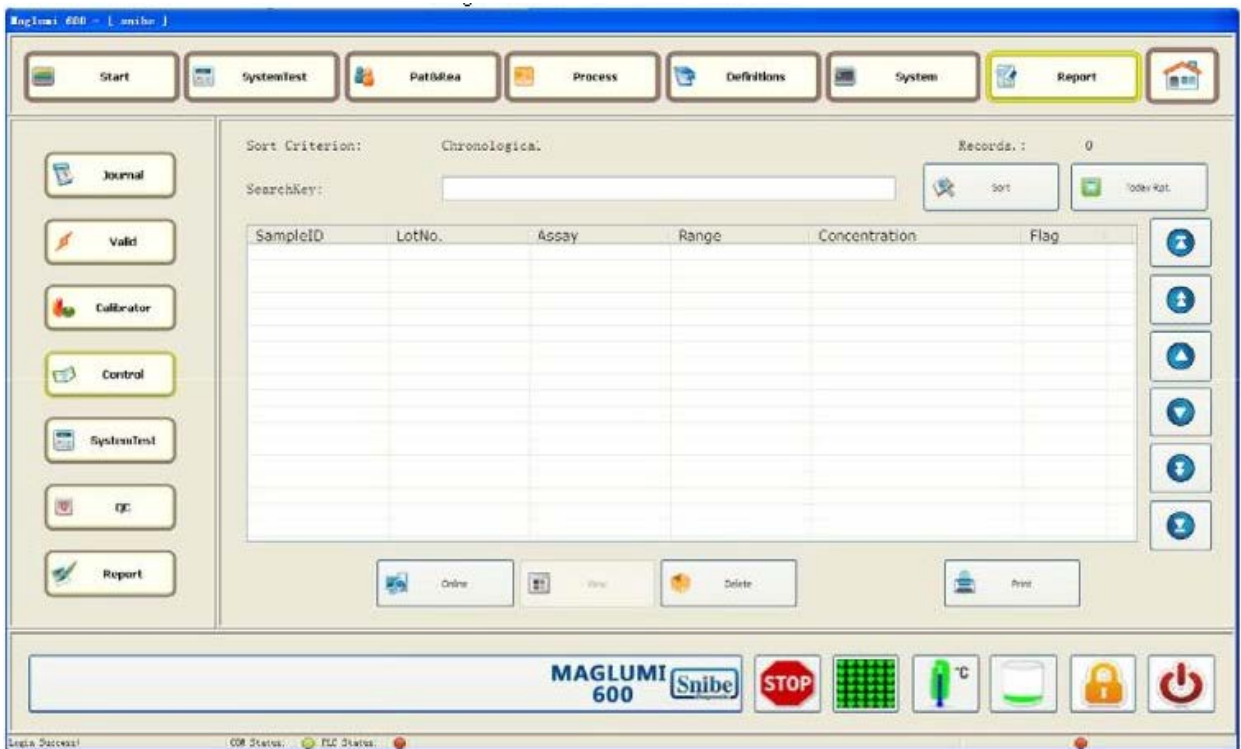 Maglumi 600 - [ snibe ]
Start
SystemTest
Pat&Rea
Process
Definitions
System
Report
Journal
Valid
Calibrator
Control
SystemTest
QC
Report
Sort Criterion: Chronological Records.: 0
SearchKey:
Sort
Today Rpt.
SampleID LotNo. Assay Range Concentration Flag
Online
View
Delete
Print
MAGLUMI
600
Snibe
STOP
°C
Login Success! COM Status: PLC Status: